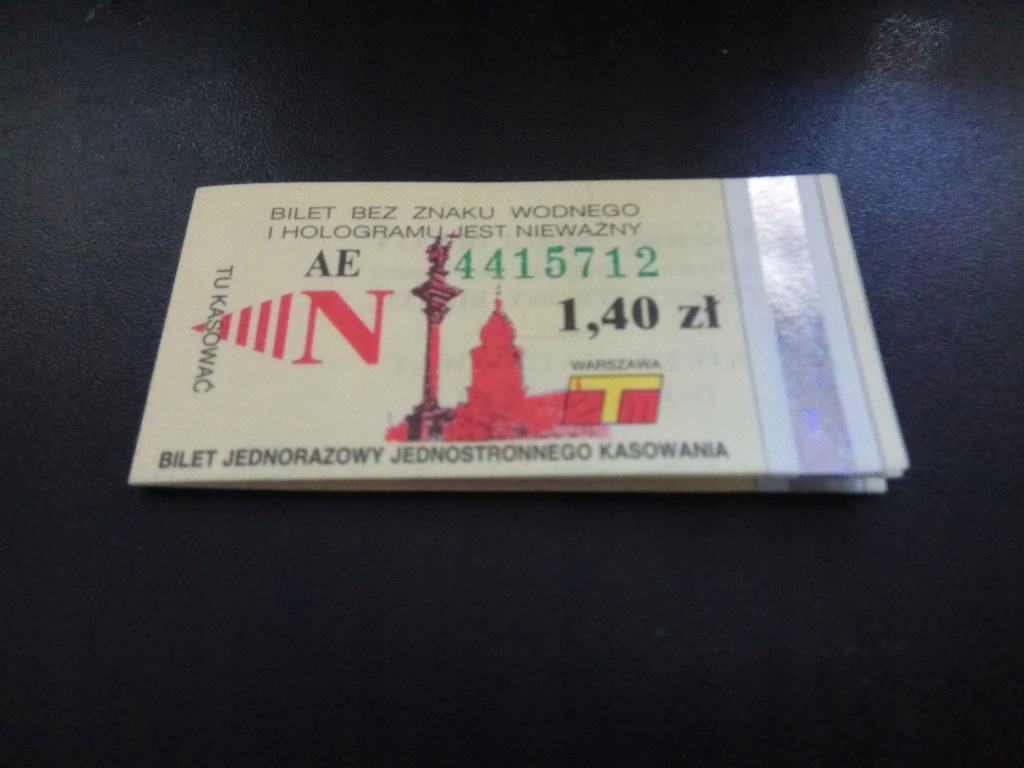 BILET BEZ ZNAKU WODNEGO
I HOLOGRAMU JEST NIEWAŻNY
AE 4415712
TU KASOWAĆ
N
1,40 zł
WARSZAWA
ZTM
BILET JEDNORAZOWY JEDNOSTRONNEGO KASOWANIA